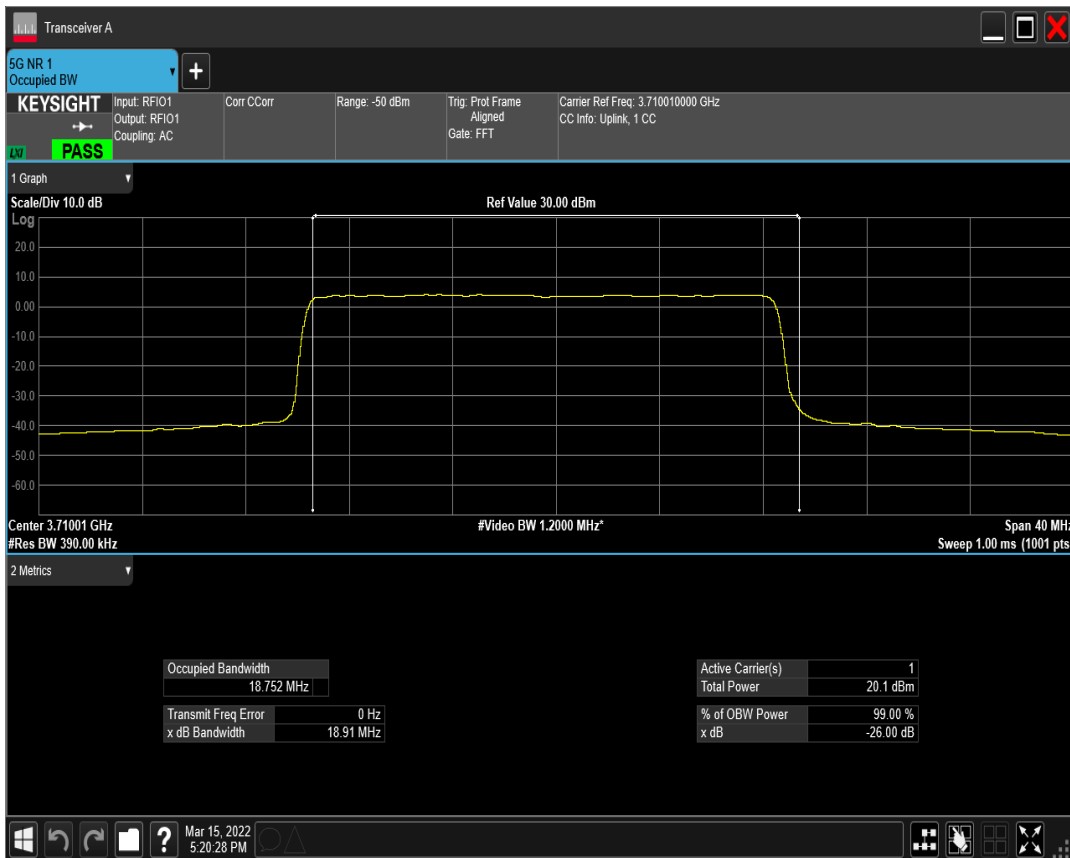 Transceiver A
5G NR 1
Occupied BW
KEYSIGHT
LXI
PASS
Input: RFIO1
Output: RFIO1
Coupling: AC
Corr CCorr
Range: -50 dBm
Trig: Prot Frame
Aligned
Gate: FFT
Carrier Ref Freq: 3.710010000 GHz
CC Info: Uplink, 1 CC
1 Graph
Scale/Div 10.0 dB
Ref Value 30.00 dBm
Log
20.0
10.0
0.00
-10.0
-20.0
-30.0
-40.0
-50.0
-60.0
Center 3.71001 GHz
#Video BW 1.2000 MHz*
Span 40 MHz
#Res BW 390.00 kHz
Sweep 1.00 ms (1001 pts
2 Metrics
Occupied Bandwidth
18.752 MHz
Transmit Freq Error 0 Hz
x dB Bandwidth 18.91 MHz
Active Carrier(s) 1
Total Power 20.1 dBm
% of OBW Power 99.00 %
x dB -26.00 dB
?
Mar 15, 2022
5:20:28 PM